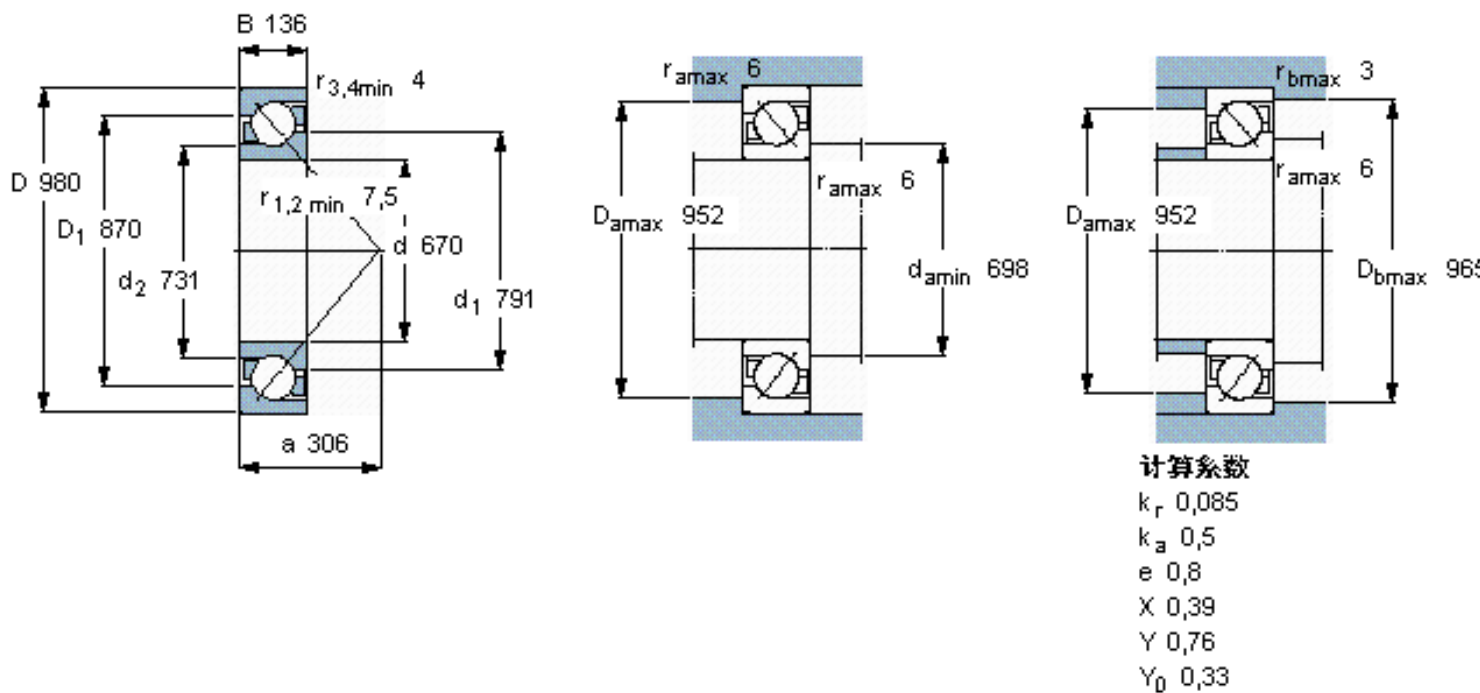 B 136
r3,4min 4
D 980
D1 870
d2 731
r1,2 min 7,5
d 670
d1 791
a 306
ramax 6
ramax 6
Damax 952
damin 698
rbmax 3
ramax 6
Damax 952
Dbmax 965
计算系数
kr 0,085
ka 0,5
e 0,8
X 0,39
Y 0,76
Y0 0,33